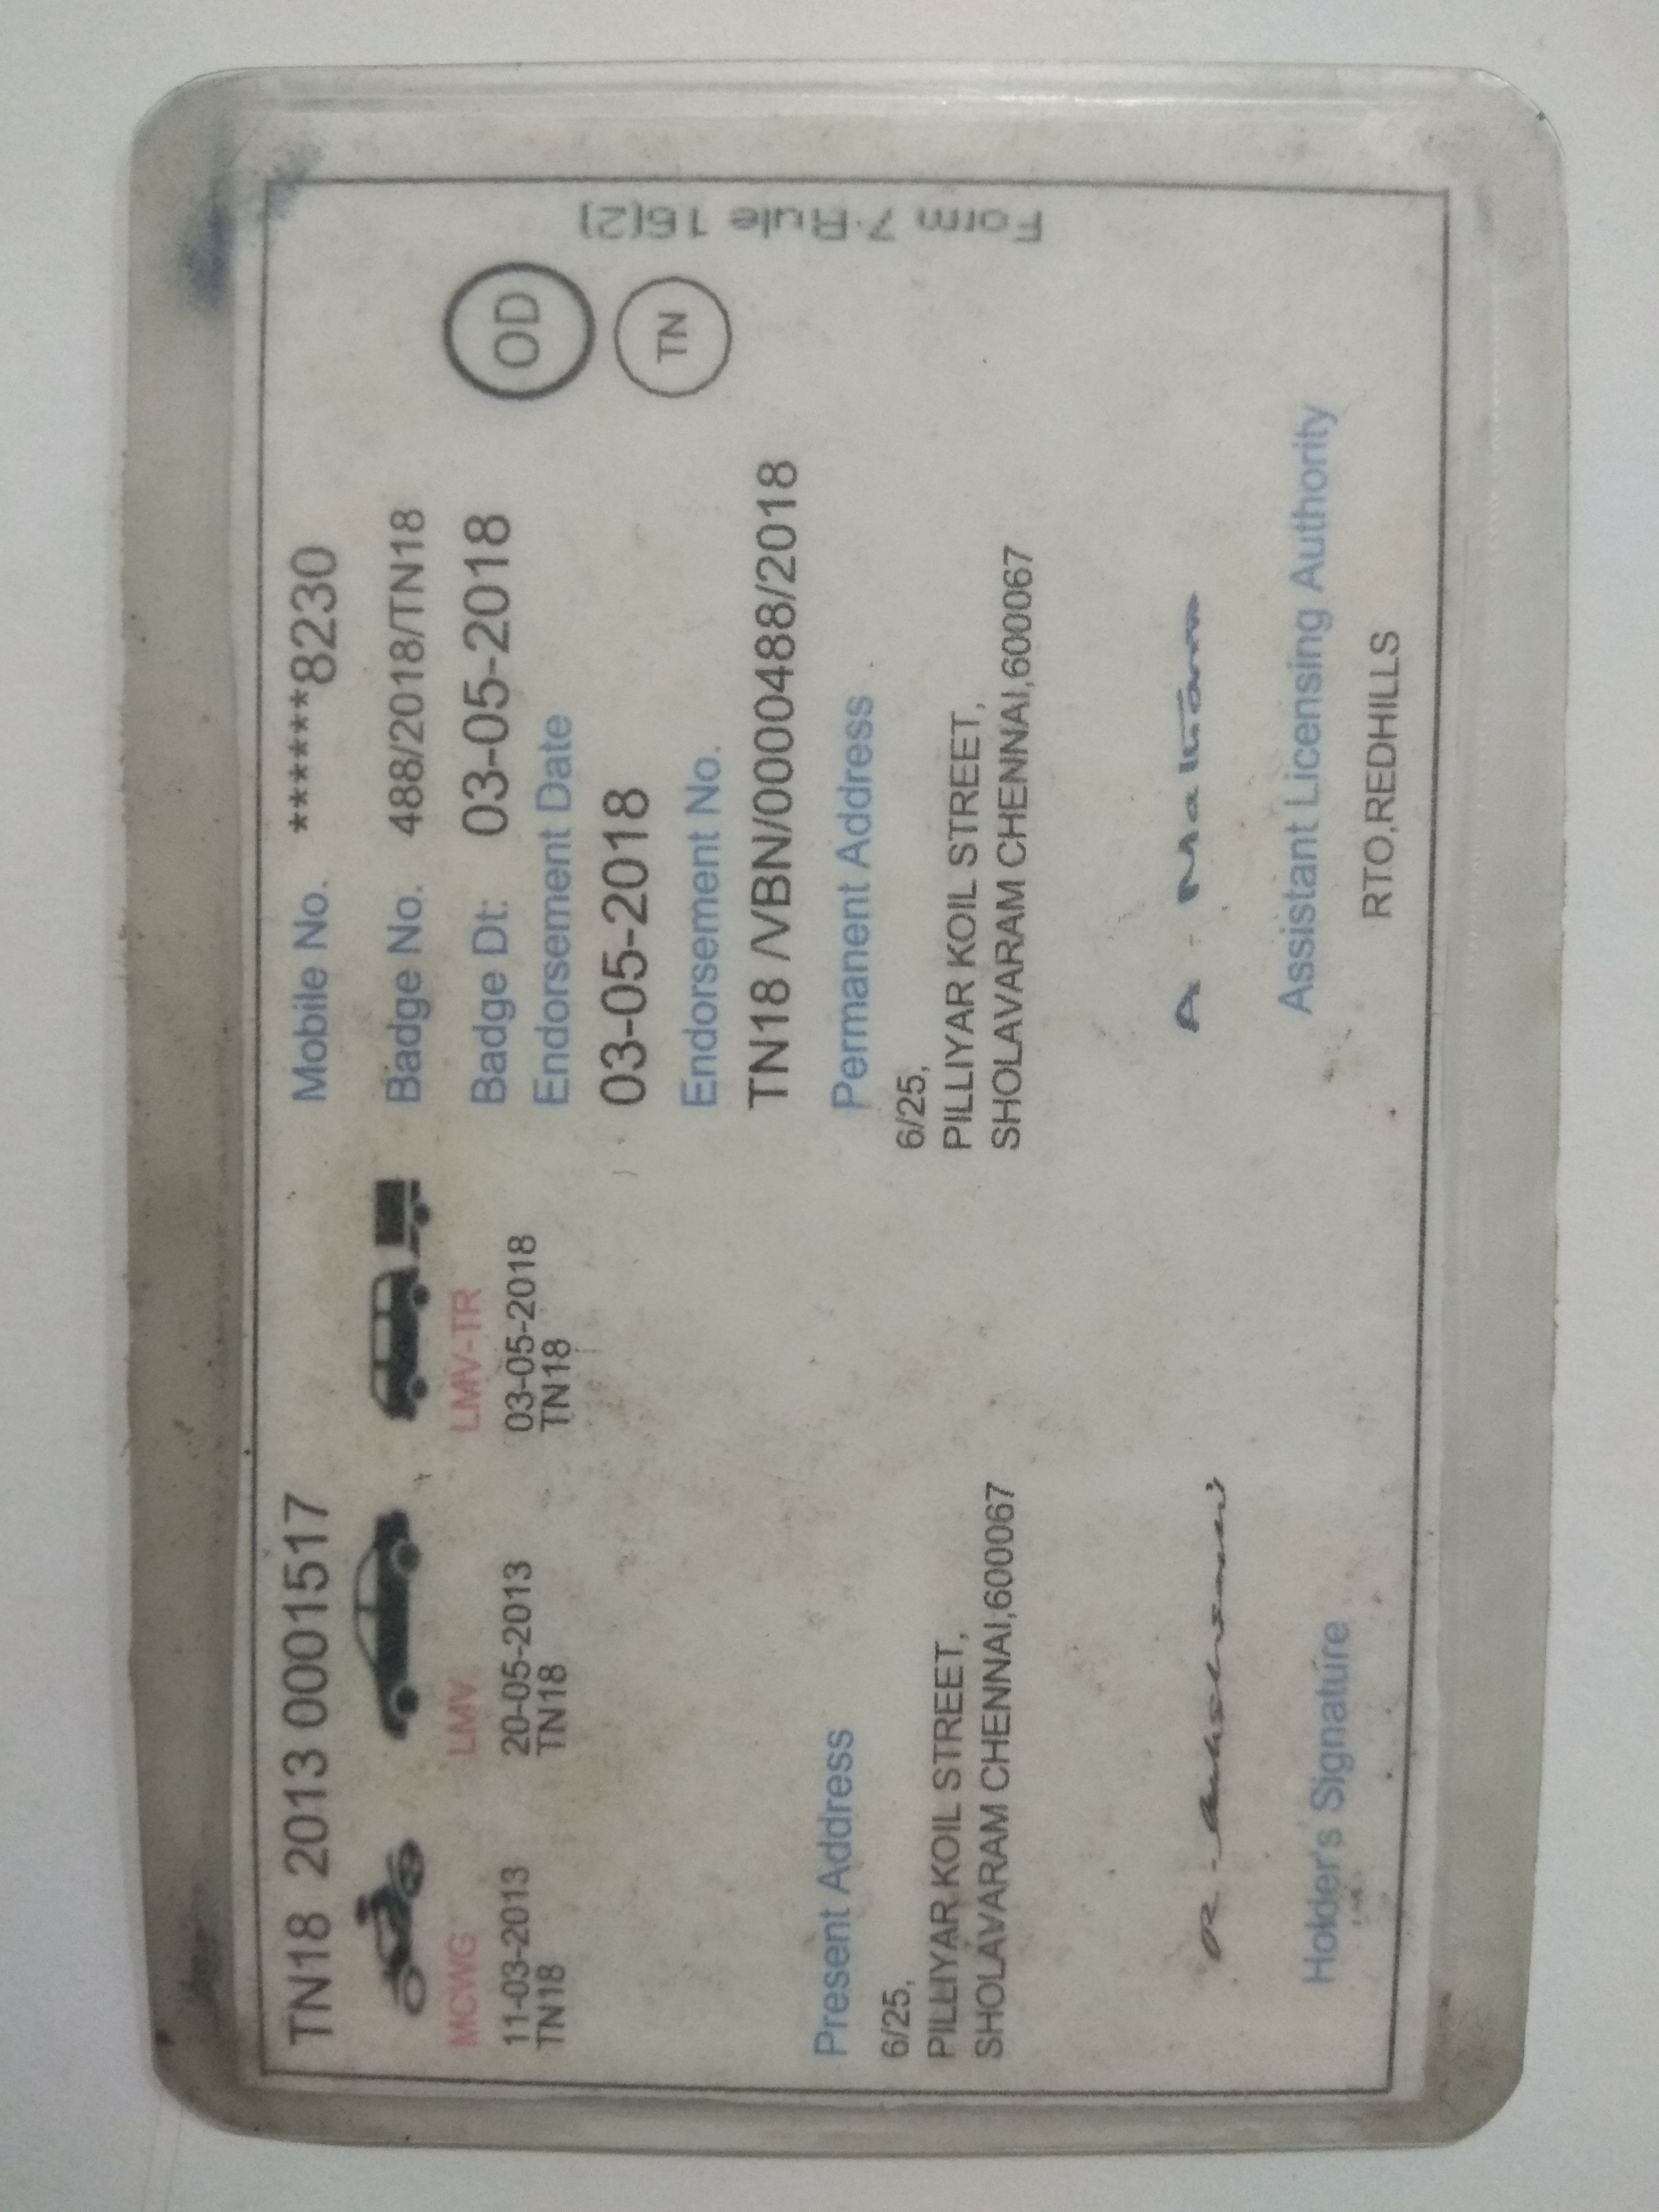 TN18 2013 0001517
MCWG
11-03-2013
TN18
LMV
20-05-2013
TN18
LMV-TR
03-05-2018
TN18
Mobile No. ******8230
Badge No. 488/2018/TN18
Badge Dt: 03-05-2018
Endorsement Date
03-05-2018
Endorsement No.
TN18 /VBN/0000488/2018
OD
TN
Form 7 Rule 16(2)
Present Address
6/25,
PILLIYAR KOIL STREET,
SHOLAVARAM CHENNAI,600067
Permanent Address
6/25,
PILLIYAR KOIL STREET,
SHOLAVARAM CHENNAI,600067
Holder's Signature
Assistant Licensing Authority
RTO,REDHILLS